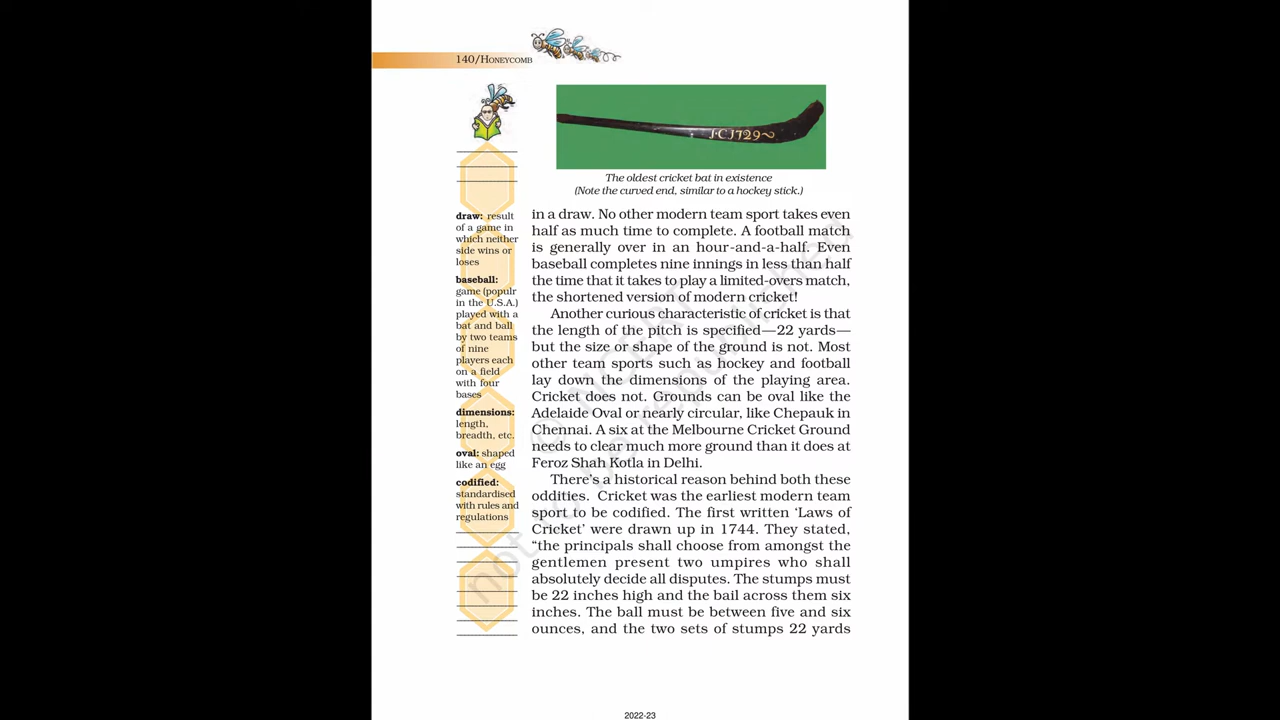 140/HONEYCOMB
J·C1729~
The oldest cricket bat in existence
(Note the curved end, similar to a hockey stick.)
draw: result
of a game in
which neither
side wins or
loses
baseball:
game (populr
in the U.S.A.)
played with a
bat and ball
by two teams
of nine
players each
on a field
with four
bases
dimensions:
length,
breadth, etc.
oval: shaped
like an egg
codified:
standardised
with rules and
regulations
in a draw. No other modern team sport takes even
half as much time to complete. A football match
is generally over in an hour-and-a-half. Even
baseball completes nine innings in less than half
the time that it takes to play a limited-overs match,
the shortened version of modern cricket!
Another curious characteristic of cricket is that
the length of the pitch is specified—22 yards—
but the size or shape of the ground is not. Most
other team sports such as hockey and football
lay down the dimensions of the playing area.
Cricket does not. Grounds can be oval like the
Adelaide Oval or nearly circular, like Chepauk in
Chennai. A six at the Melbourne Cricket Ground
needs to clear much more ground than it does at
Feroz Shah Kotla in Delhi.
There's a historical reason behind both these
oddities. Cricket was the earliest modern team
sport to be codified. The first written ‘Laws of
Cricket’ were drawn up in 1744. They stated,
“the principals shall choose from amongst the
gentlemen present two umpires who shall
absolutely decide all disputes. The stumps must
be 22 inches high and the bail across them six
inches. The ball must be between five and six
ounces, and the two sets of stumps 22 yards
© NCERT
not to be republished
2022-23